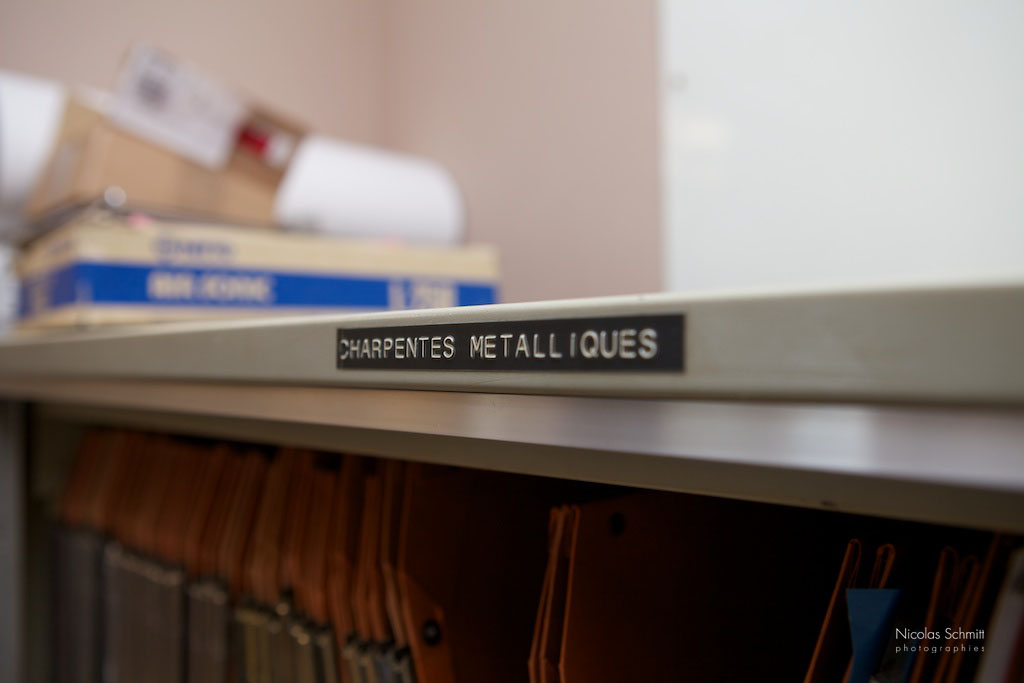 CHARPENTES METALLIQUES
Nicolas Schmitt
photographies